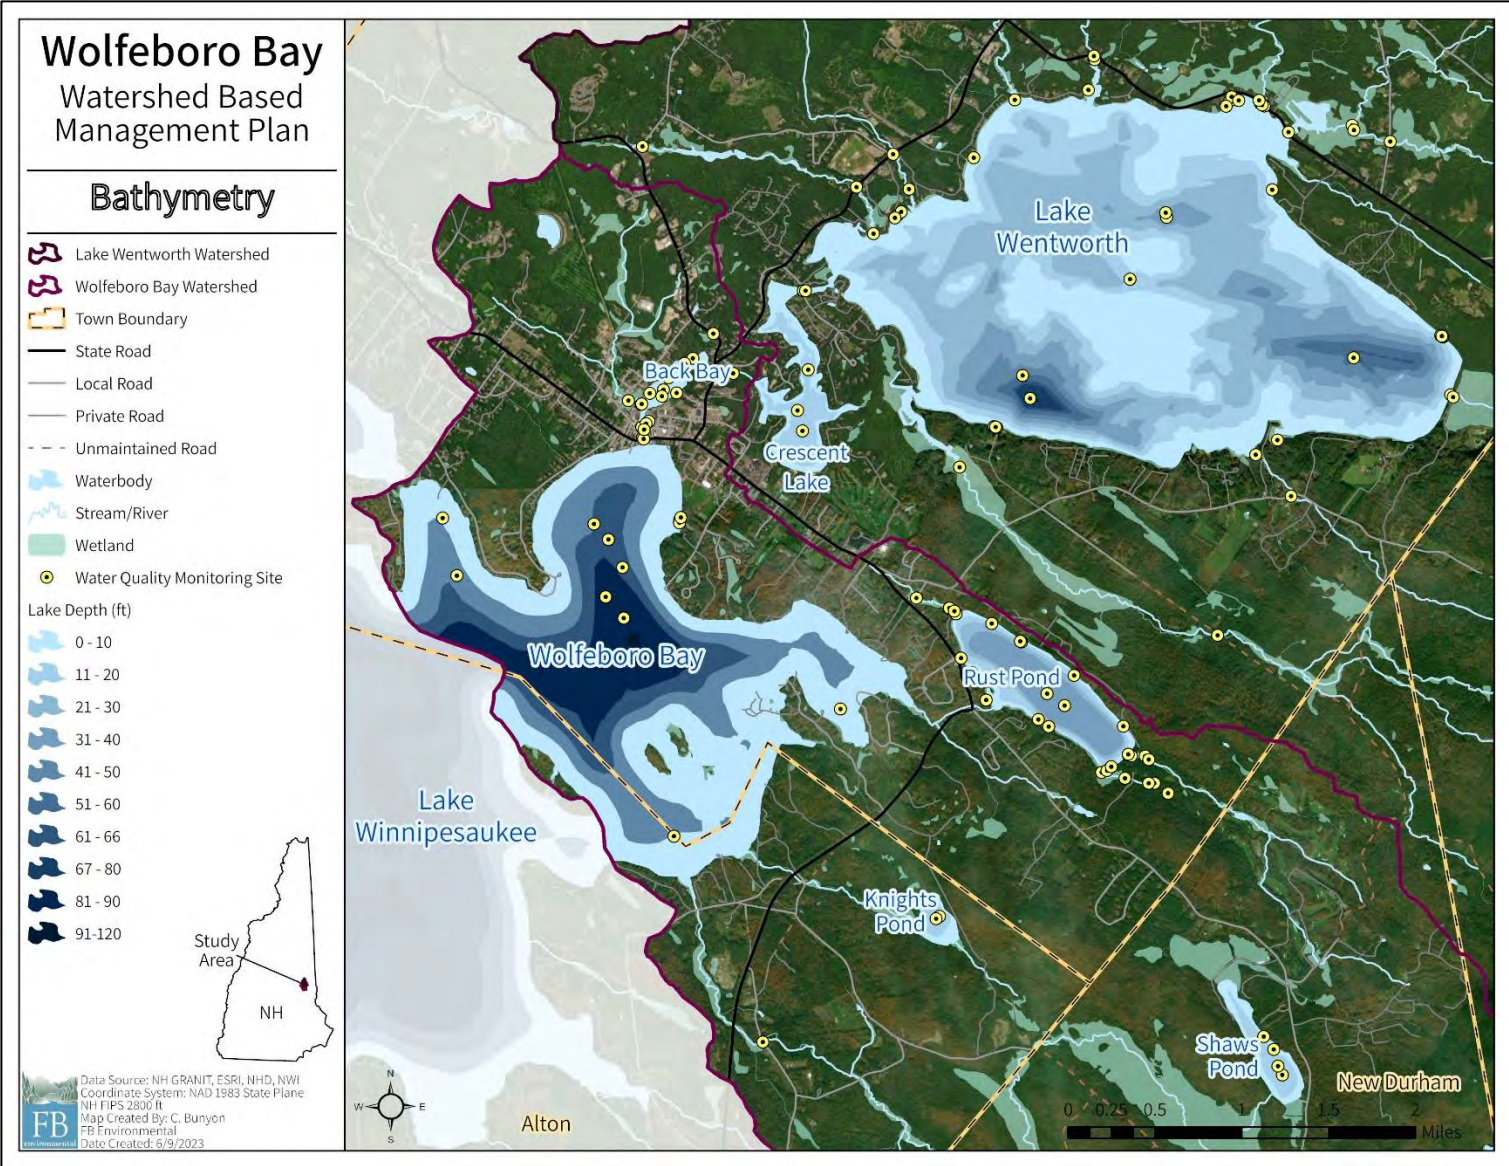 Wolfeboro Bay
Watershed Based
Management Plan
Bathymetry
Lake Wentworth Watershed
Wolfeboro Bay Watershed
Town Boundary
State Road
Local Road
Private Road
Unmaintained Road
Waterbody
Stream/River
Wetland
Water Quality Monitoring Site
Lake Depth (ft)
0 - 10
11 - 20
21 - 30
31 - 40
41 - 50
51 - 60
61 - 66
67 - 80
81 - 90
91-120
Study
Area
NH
FB
environmental
Data Source: NH GRANIT, ESRI, NHD, NWI
Coordinate System: NAD 1983 State Plane
NH FIPS 2800 ft
Map Created By: C. Bunyon
FB Environmental
Date Created: 6/9/2023
Lake
Wentworth
Back Bay
Crescent
Lake
Wolfeboro Bay
Rust Pond
Lake
Winnipesaukee
Knights
Pond
Shaws
Pond
New Durham
Alton
N
W
E
S
0 0.25 0.5 1 1.5 2
Miles